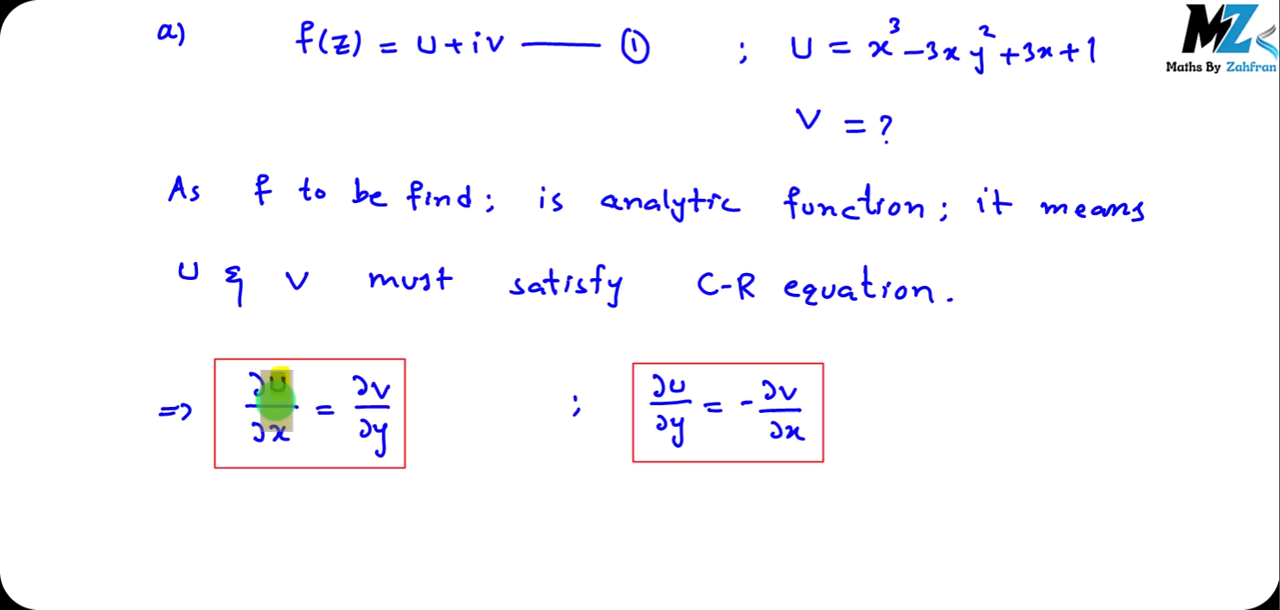 a) f(z) = u + iv —— ① ; u = x³ - 3xy² + 3x + 1
MZ
Maths By Zahfran
v = ?
As f to be find; is analytic function; it means
u & v must satisfy C-R equation.
=> ∂u/∂x = ∂v/∂y ; ∂u/∂y = -∂v/∂x